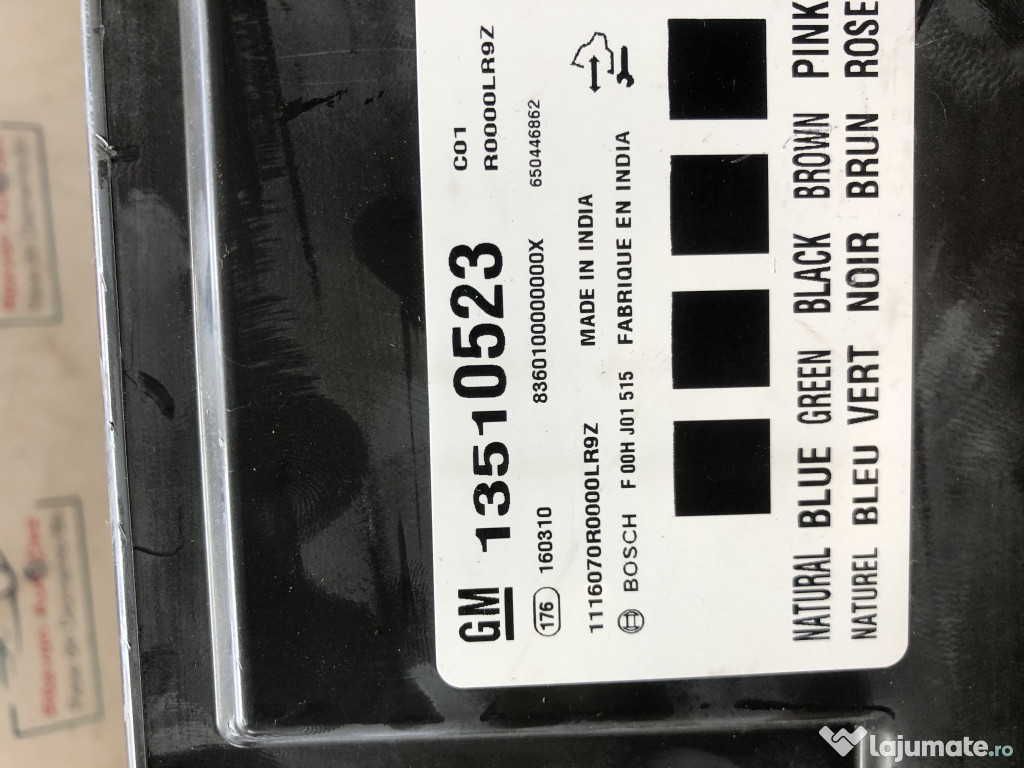 GM 13510523
C01
R0000LR9Z
176 160310
83601000000000X
650446862
1116070R0000LR9Z
MADE IN INDIA
BOSCH F 00H J01 515 FABRIQUE EN INDIA
NATURAL BLUE GREEN BLACK BROWN PINK
NATUREL BLEU VERT NOIR BRUN ROSE
lajumate.ro